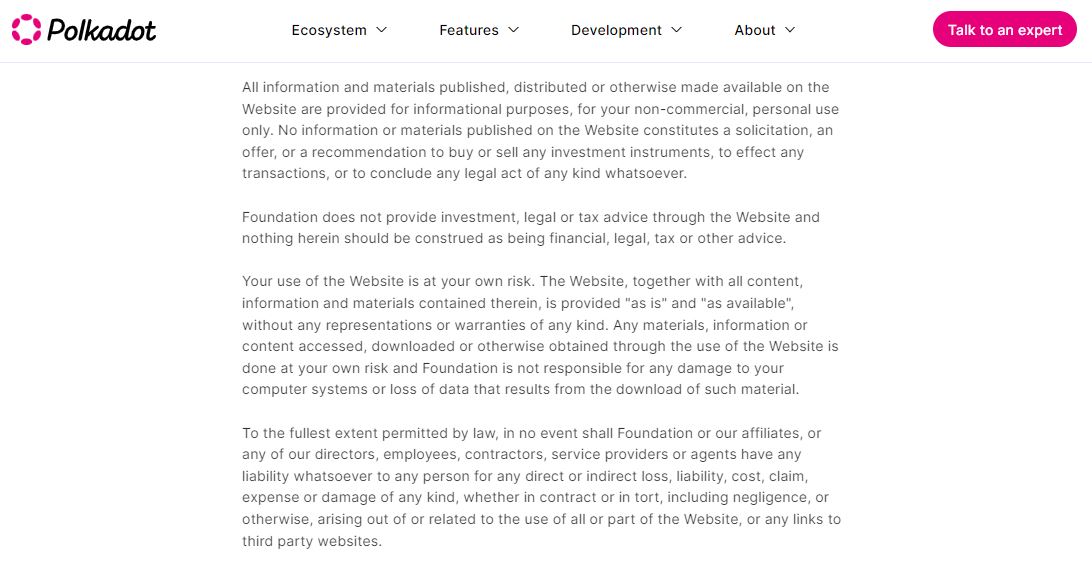 Polkadot
Ecosystem
Features
Development
About
Talk to an expert
All information and materials published, distributed or otherwise made available on the
Website are provided for informational purposes, for your non-commercial, personal use
only. No information or materials published on the Website constitutes a solicitation, an
offer, or a recommendation to buy or sell any investment instruments, to effect any
transactions, or to conclude any legal act of any kind whatsoever.
Foundation does not provide investment, legal or tax advice through the Website and
nothing herein should be construed as being financial, legal, tax or other advice.
Your use of the Website is at your own risk. The Website, together with all content,
information and materials contained therein, is provided "as is" and "as available",
without any representations or warranties of any kind. Any materials, information or
content accessed, downloaded or otherwise obtained through the use of the Website is
done at your own risk and Foundation is not responsible for any damage to your
computer systems or loss of data that results from the download of such material.
To the fullest extent permitted by law, in no event shall Foundation or our affiliates, or
any of our directors, employees, contractors, service providers or agents have any
liability whatsoever to any person for any direct or indirect loss, liability, cost, claim,
expense or damage of any kind, whether in contract or in tort, including negligence, or
otherwise, arising out of or related to the use of all or part of the Website, or any links to
third party websites.